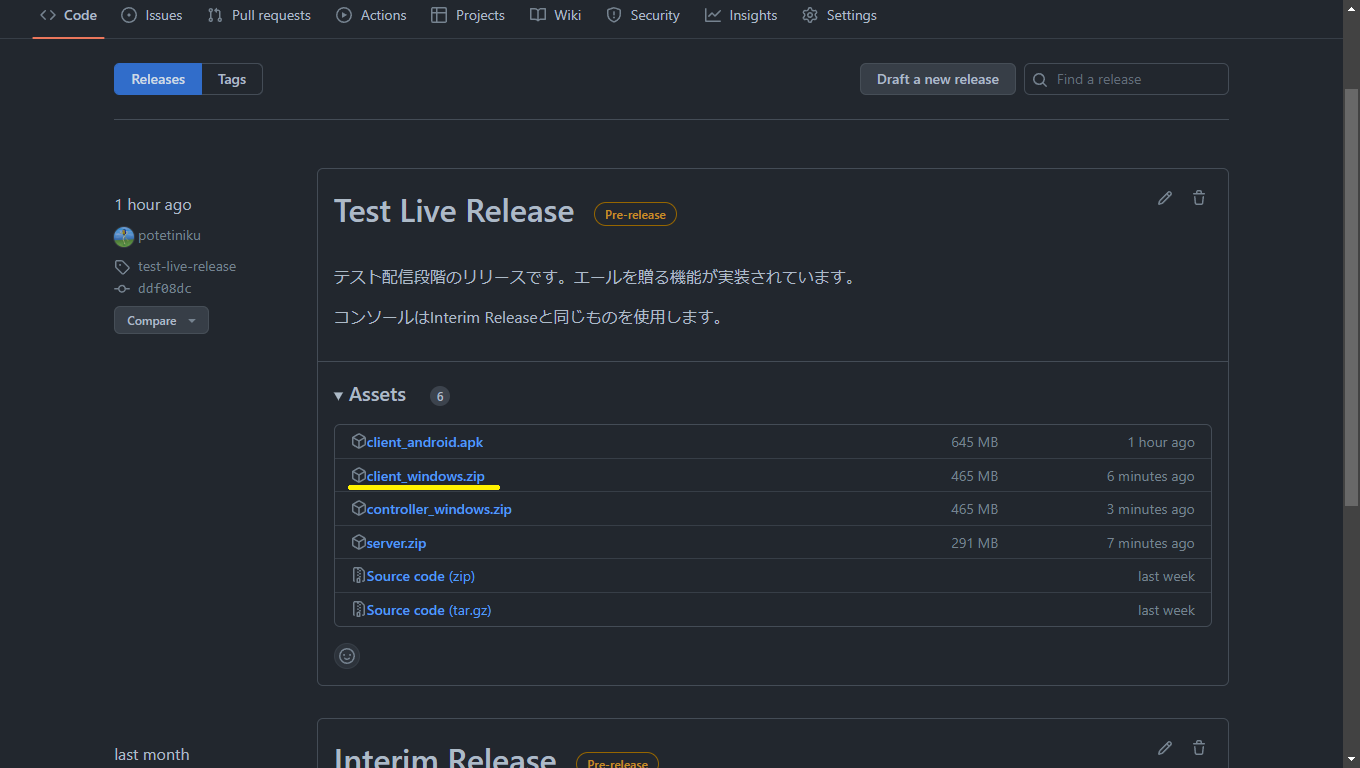 Code Issues Pull requests Actions Projects Wiki Security Insights Settings
Releases Tags Draft a new release Find a release
1 hour ago
potetiniku
test-live-release
ddf08dc
Compare
Test Live Release Pre-release
テスト配信段階のリリースです。エールを贈る機能が実装されています。
コンソールはInterim Releaseと同じものを使用します。
Assets 6
client_android.apk 645 MB 1 hour ago
client_windows.zip 465 MB 6 minutes ago
controller_windows.zip 465 MB 3 minutes ago
server.zip 291 MB 7 minutes ago
Source code (zip) last week
Source code (tar.gz) last week
last month
Interim Release Pre-release